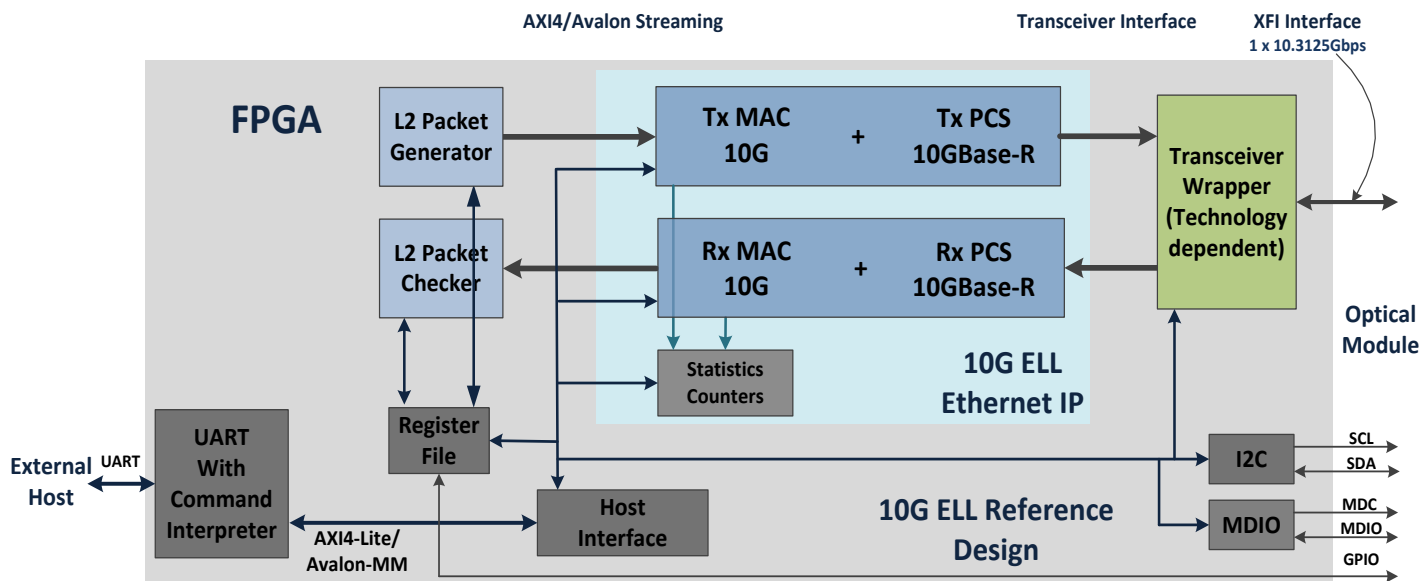 AXI4/Avalon Streaming
Transceiver Interface
XFI Interface
1 x 10.3125Gbps
FPGA
L2 Packet
Generator
Tx MAC
10G
+
Tx PCS
10GBase-R
Transceiver
Wrapper
(Technology
dependent)
L2 Packet
Checker
Rx MAC
10G
+
Rx PCS
10GBase-R
Optical
Module
Statistics
Counters
10G ELL
Ethernet IP
Register
File
UART
With
Command
Interpreter
External
Host
UART
I2C
SCL
SDA
Host
Interface
10G ELL Reference
Design
MDIO
MDC
MDIO
GPIO
AXI4-Lite/
Avalon-MM